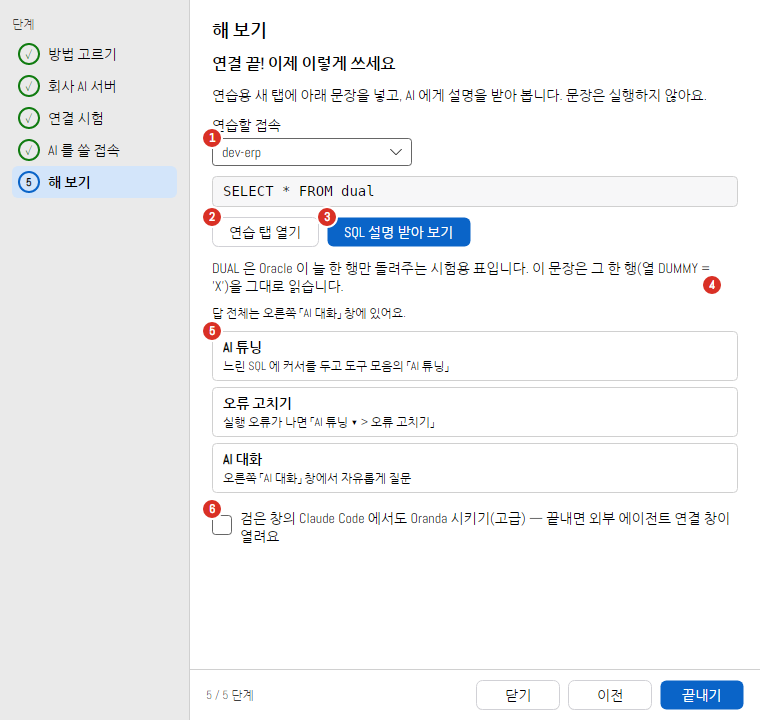 단계
방법 고르기
회사 AI 서버
연결 시험
AI 를 쓸 접속
5 해 보기
해 보기
연결 끝! 이제 이렇게 쓰세요
연습용 새 탭에 아래 문장을 넣고, AI 에게 설명을 받아 봅니다. 문장은 실행하지 않아요.
연습할 접속
1
dev-erp
SELECT * FROM dual
2 3
연습 탭 열기 SQL 설명 받아 보기
DUAL 은 Oracle 이 늘 한 행만 돌려주는 시험용 표입니다. 이 문장은 그 한 행(열 DUMMY =
'X')을 그대로 읽습니다. 4
답 전체는 오른쪽 「AI 대화」 창에 있어요.
5
AI 튜닝
느린 SQL 에 커서를 두고 도구 모음의 「AI 튜닝」
오류 고치기
실행 오류가 나면 「AI 튜닝 ▾ > 오류 고치기」
AI 대화
오른쪽 「AI 대화」 창에서 자유롭게 질문
6
검은 창의 Claude Code 에서도 Oranda 시키기(고급) — 끝내면 외부 에이전트 연결 창이
열려요
5 / 5 단계 닫기 이전 끝내기